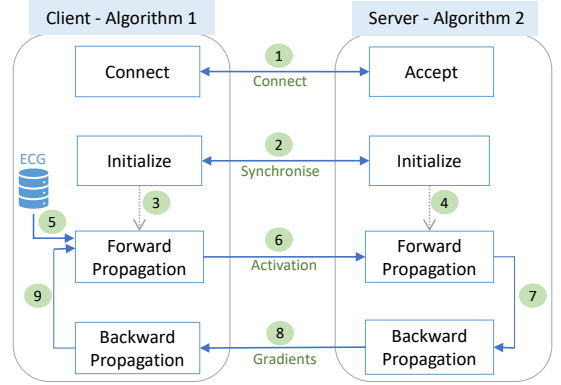 Client - Algorithm 1
Server - Algorithm 2
1
Connect
Accept
Connect
2
Initialize
Initialize
Synchronise
ECG
3
4
5
6
Forward
Propagation
Forward
Propagation
Activation
9
7
8
Backward
Propagation
Backward
Propagation
Gradients